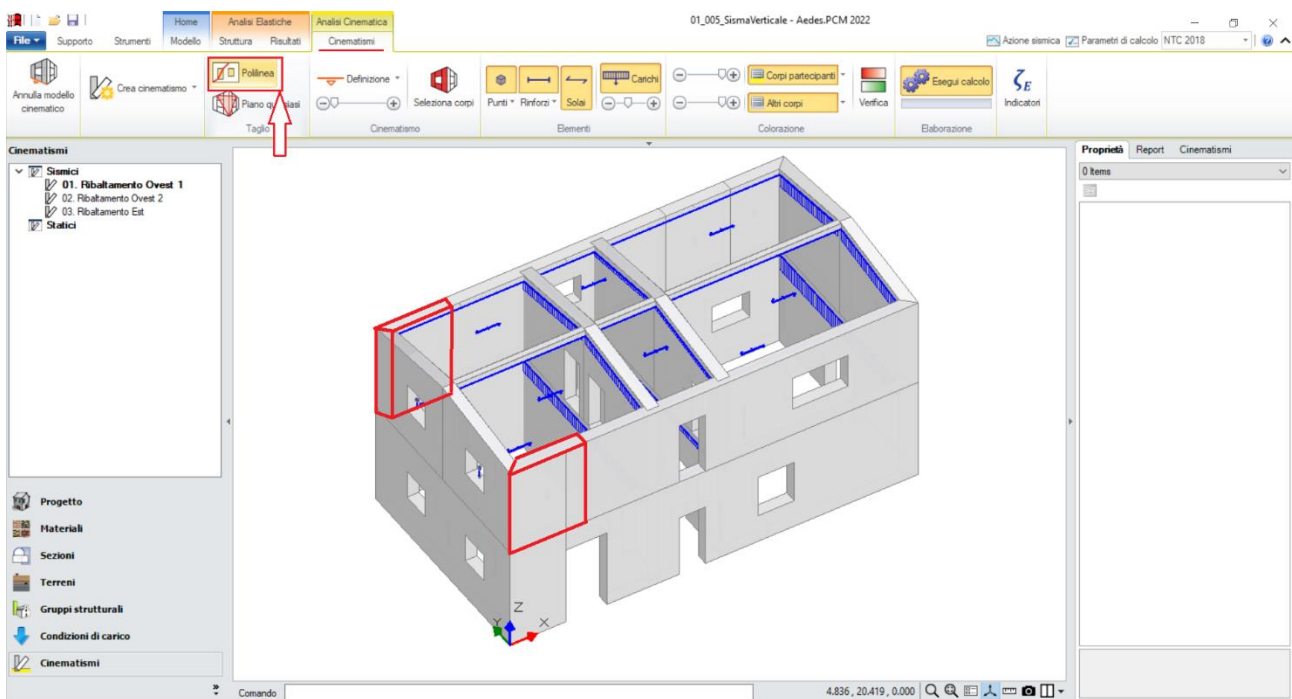 Home
Analisi Elastiche
Analisi Cinematica
01_005_SismaVerticale - Aedes.PCM 2022
File
Supporto
Strumenti
Modello
Struttura
Risultati
Cinematismi
Azione sismica
Parametri di calcolo
NTC 2018
Annulla modello
cinematico
Crea cinematismo
Polilinea
Taglio
Definizione
Seleziona corpi
Cinematismo
Punti
Rinforzi
Solai
Carichi
Elementi
Corpi partecipanti
Altri corpi
Verifica
Colorazione
Esegui calcolo
Elaborazione
ζE
Indicatori
Cinematismi
Sismici
01. Ribaltamento Ovest 1
02. Ribaltamento Ovest 2
03. Ribaltamento Est
Statici
Progetto
Materiali
Sezioni
Terreni
Gruppi strutturali
Condizioni di carico
Cinematismi
Z
Y
X
Comando
4.836 , 20.419 , 0.000
Proprietà
Report
Cinematismi
0 Items